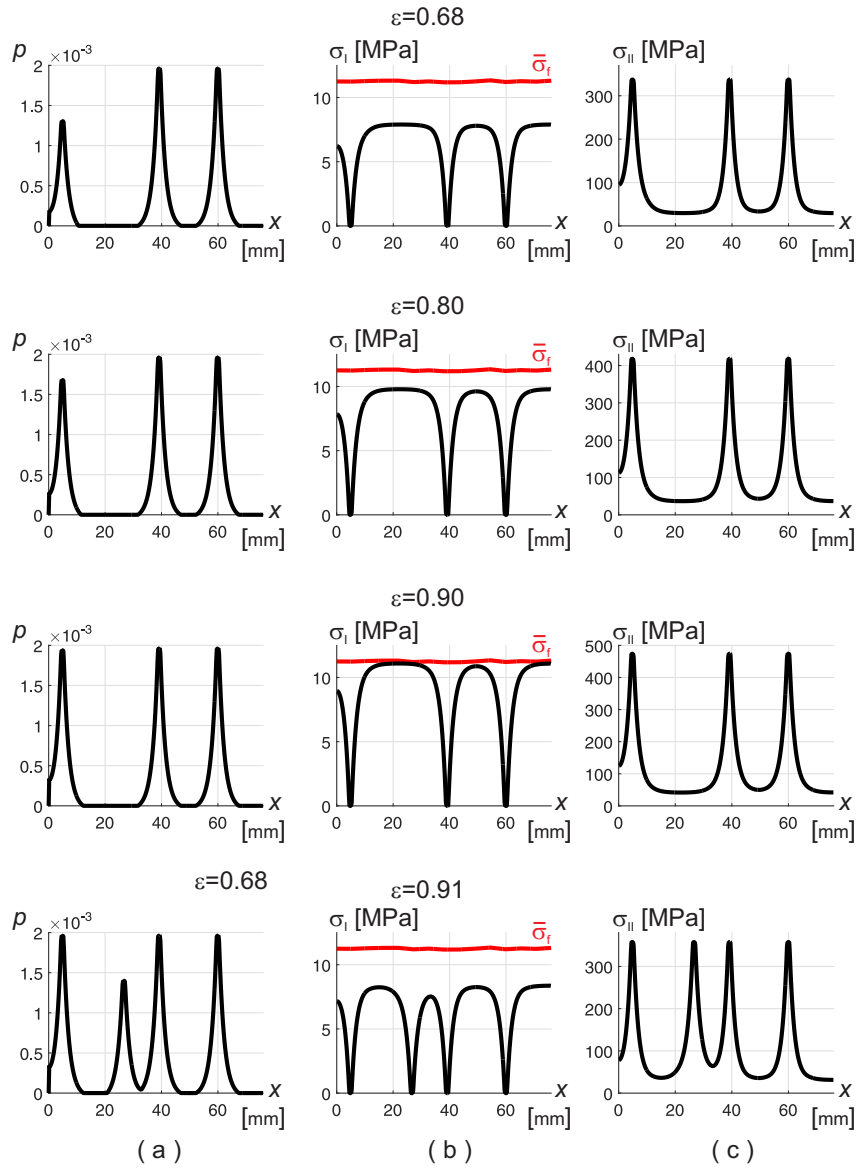 ε=0.68
p
×10⁻³
2
1.5
1
0.5
0
0 20 40 60
x
[mm]
σI [MPa]
σ̄f
10
5
0
0 20 40 60
x
[mm]
σII [MPa]
300
200
100
0
0 20 40 60
x
[mm]
ε=0.80
p
×10⁻³
2
1.5
1
0.5
0
0 20 40 60
x
[mm]
σI [MPa]
σ̄f
10
5
0
0 20 40 60
x
[mm]
σII [MPa]
400
300
200
100
0
0 20 40 60
x
[mm]
ε=0.90
p
×10⁻³
2
1.5
1
0.5
0
0 20 40 60
x
[mm]
σI [MPa]
σ̄f
10
5
0
0 20 40 60
x
[mm]
σII [MPa]
500
400
300
200
100
0
0 20 40 60
x
[mm]
ε=0.68 ε=0.91
p
×10⁻³
2
1.5
1
0.5
0
0 20 40 60
x
[mm]
σI [MPa]
σ̄f
10
5
0
0 20 40 60
x
[mm]
σII [MPa]
300
200
100
0
0 20 40 60
x
[mm]
( a ) ( b ) ( c )